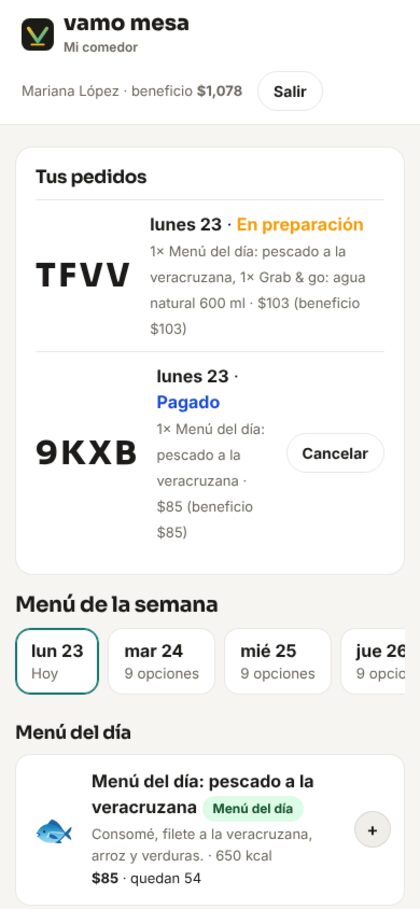 vamo mesa
Mi comedor
Mariana López · beneficio $1,078
Salir
Tus pedidos
TFVV
lunes 23 · En preparación
1× Menú del día: pescado a la
veracruzana, 1× Grab & go: agua
natural 600 ml · $103 (beneficio
$103)
9KXB
lunes 23 ·
Pagado
1× Menú del día:
pescado a la
veracruzana ·
$85 (beneficio
$85)
Cancelar
Menú de la semana
lun 23
Hoy
mar 24
9 opciones
mié 25
9 opciones
jue 26
9 opcio
Menú del día
Menú del día: pescado a la
veracruzana Menú del día
Consomé, filete a la veracruzana,
arroz y verduras. · 650 kcal
$85 · quedan 54
+